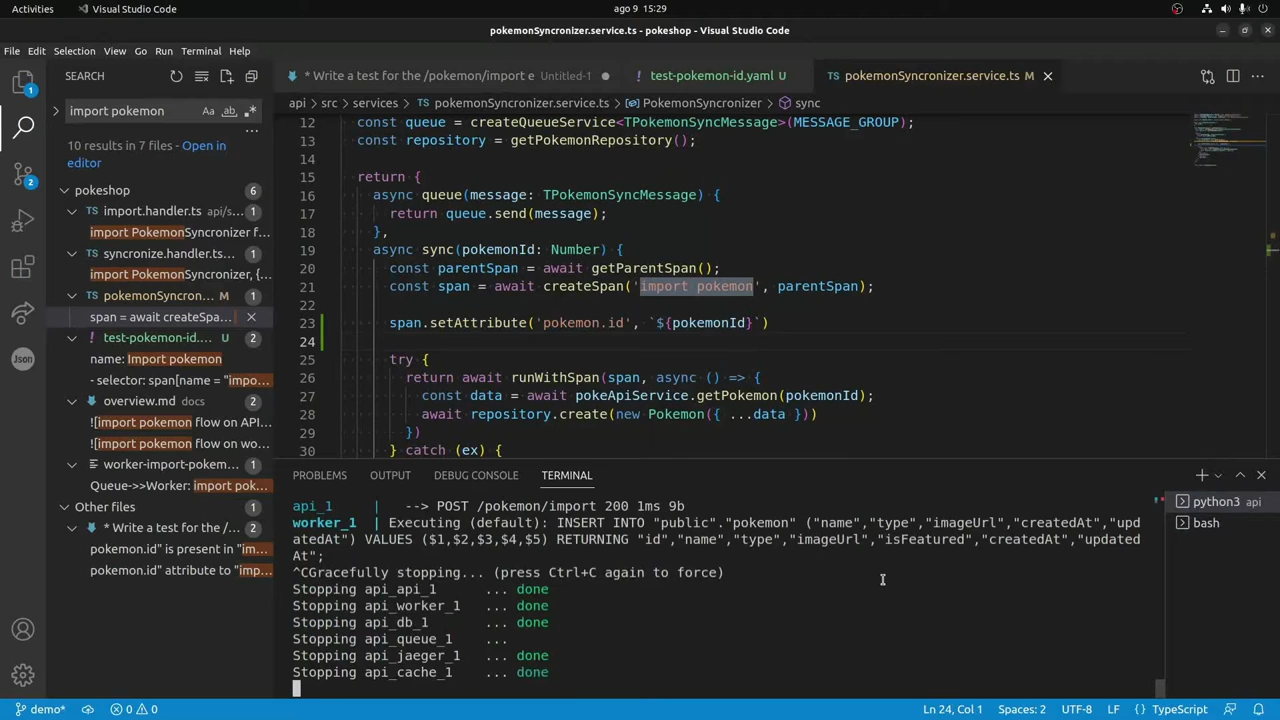 Activities
Visual Studio Code
ago 9 15:29
pokemonSyncronizer.service.ts - pokeshop - Visual Studio Code
File Edit Selection View Go Run Terminal Help
SEARCH
* Write a test for the /pokemon/import e Untitled-1
! test-pokemon-id.yaml U
TS pokemonSyncronizer.service.ts M
import pokemon
Aa ab .*
10 results in 7 files - Open in
editor
pokeshop 6
TS import.handler.ts api/s... 1
import PokemonSyncronizer f...
TS syncronize.handler.ts... 1
import PokemonSyncronizer, {...
TS pokemonSyncron... M 1
span = await createSpa...
! test-pokemon-id.... U 2
name: Import pokemon
- selector: span[name = "impo...
overview.md docs 2
![import pokemon flow on API...
![import pokemon flow on wo...
worker-import-pokem... 1
Queue->>Worker: import pok...
Other files 2
* Write a test for the /... 2
pokemon.id" is present in "im...
pokemon.id" attribute to "imp...
1
2
Json
api > src > services > TS pokemonSyncronizer.service.ts > PokemonSyncronizer > sync
12 const queue = createQueueService<TPokemonSyncMessage>(MESSAGE_GROUP);
13 const repository = getPokemonRepository();
14
15 return {
16 async queue(message: TPokemonSyncMessage) {
17 return queue.send(message);
18 },
19 async sync(pokemonId: Number) {
20 const parentSpan = await getParentSpan();
21 const span = await createSpan('import pokemon', parentSpan);
22
23 span.setAttribute('pokemon.id', `${pokemonId}`)
24
25 try {
26 return await runWithSpan(span, async () => {
27 const data = await pokeApiService.getPokemon(pokemonId);
28 await repository.create(new Pokemon({ ...data }))
29 })
30 } catch (ex) {
PROBLEMS OUTPUT DEBUG CONSOLE TERMINAL
api_1 | --> POST /pokemon/import 200 1ms 9b
worker_1 | Executing (default): INSERT INTO "public"."pokemon" ("name","type","imageUrl","createdAt","upd
atedAt") VALUES ($1,$2,$3,$4,$5) RETURNING "id","name","type","imageUrl","isFeatured","createdAt","updated
At";
^CGracefully stopping... (press Ctrl+C again to force)
Stopping api_api_1 ... done
Stopping api_worker_1 ... done
Stopping api_db_1 ... done
Stopping api_queue_1 ...
Stopping api_jaeger_1 ... done
Stopping api_cache_1 ... done
python3 api
bash
demo* 0 0
Ln 24, Col 1 Spaces: 2 UTF-8 LF {} TypeScript